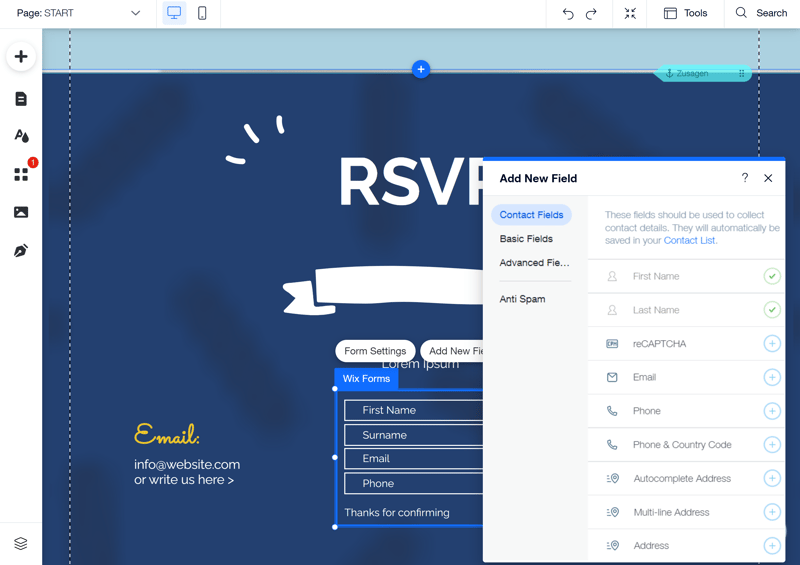 Page: START
Tools
Search
1
Zusagen
RSVP
Add New Field
?
Contact Fields
Basic Fields
Advanced Fie...
Anti Spam
These fields should be used to collect
contact details. They will automatically be
saved in your Contact List.
First Name
Last Name
reCAPTCHA
Email
Phone
Phone & Country Code
Autocomplete Address
Multi-line Address
Address
Form Settings
Add New Fie
Lorem Ipsum
Wix Forms
First Name
Surname
Email
Phone
Thanks for confirming
Email:
info@website.com
or write us here >